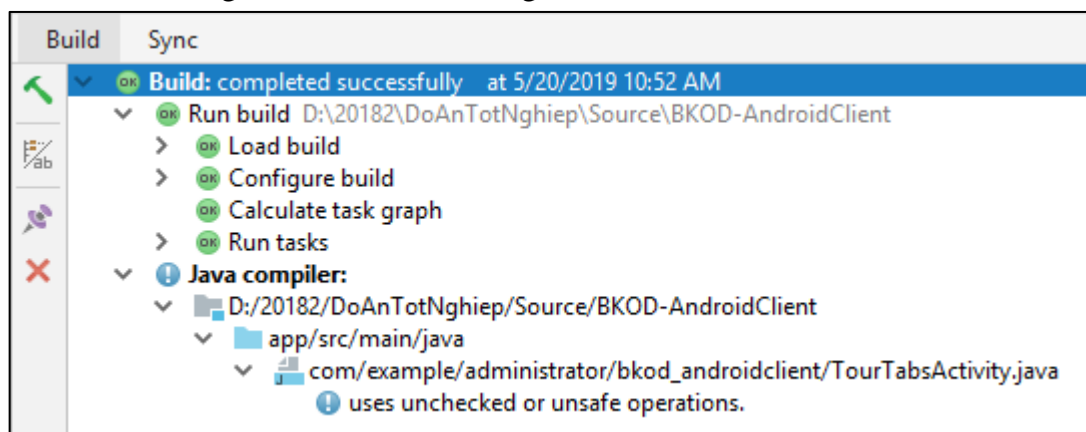 Build Sync
Build: completed successfully at 5/20/2019 10:52 AM
Run build D:\20182\DoAnTotNghiep\Source\BKOD-AndroidClient
Load build
Configure build
Calculate task graph
Run tasks
Java compiler:
D:/20182/DoAnTotNghiep/Source/BKOD-AndroidClient
app/src/main/java
com/example/administrator/bkod_androidclient/TourTabsActivity.java
uses unchecked or unsafe operations.